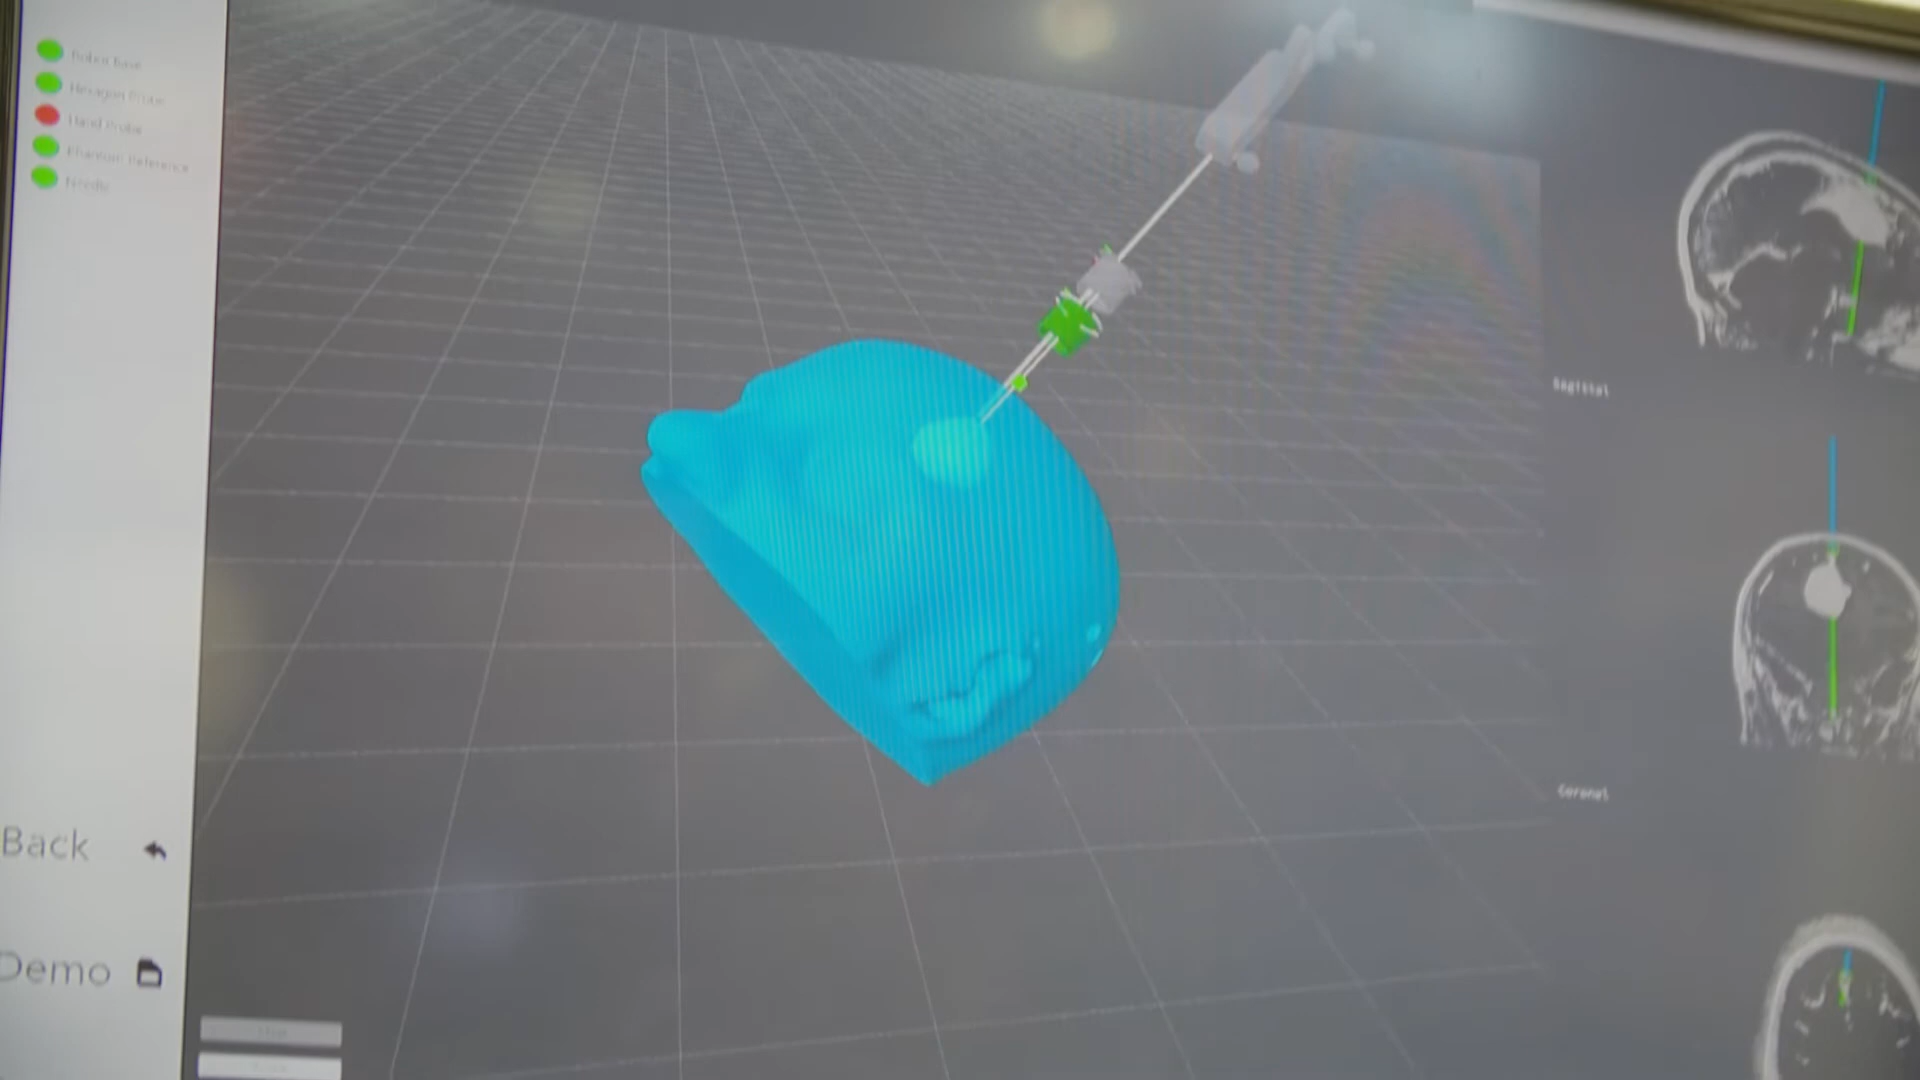 Robot Base
Hexagon Probe
Hand Probe
Phantom Reference
Needle
Sagittal
Coronal
Back
Demo